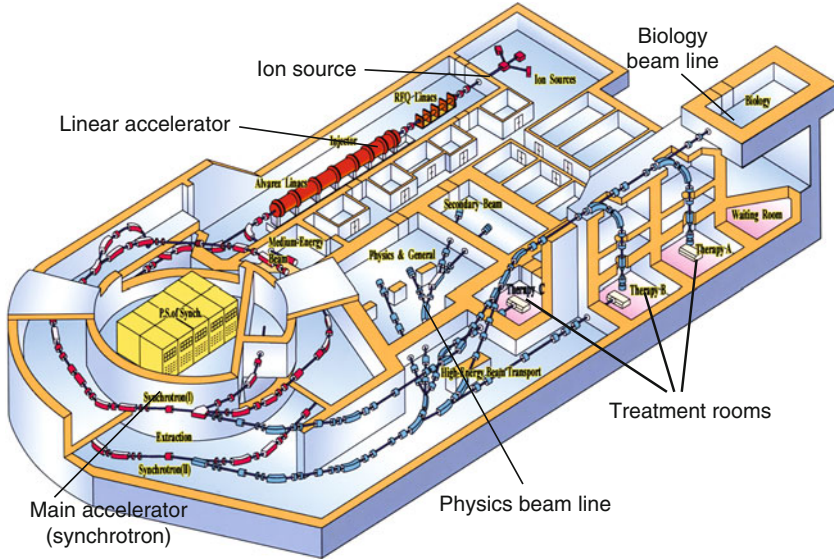 Biology
beam line
Ion source
Ion Sources
RFQ Linacs
Biology
Linear accelerator
Injector
Alvarez Linacs
Secondary Beam
Waiting Room
Medium-Energy
Beam
Physics & General
Therapy A
Therapy C
Therapy B
P.S. of Synch.
High-Energy Beam Transport
Synchrotron(I)
Treatment rooms
Extraction
Synchrotron(II)
Physics beam line
Main accelerator
(synchrotron)